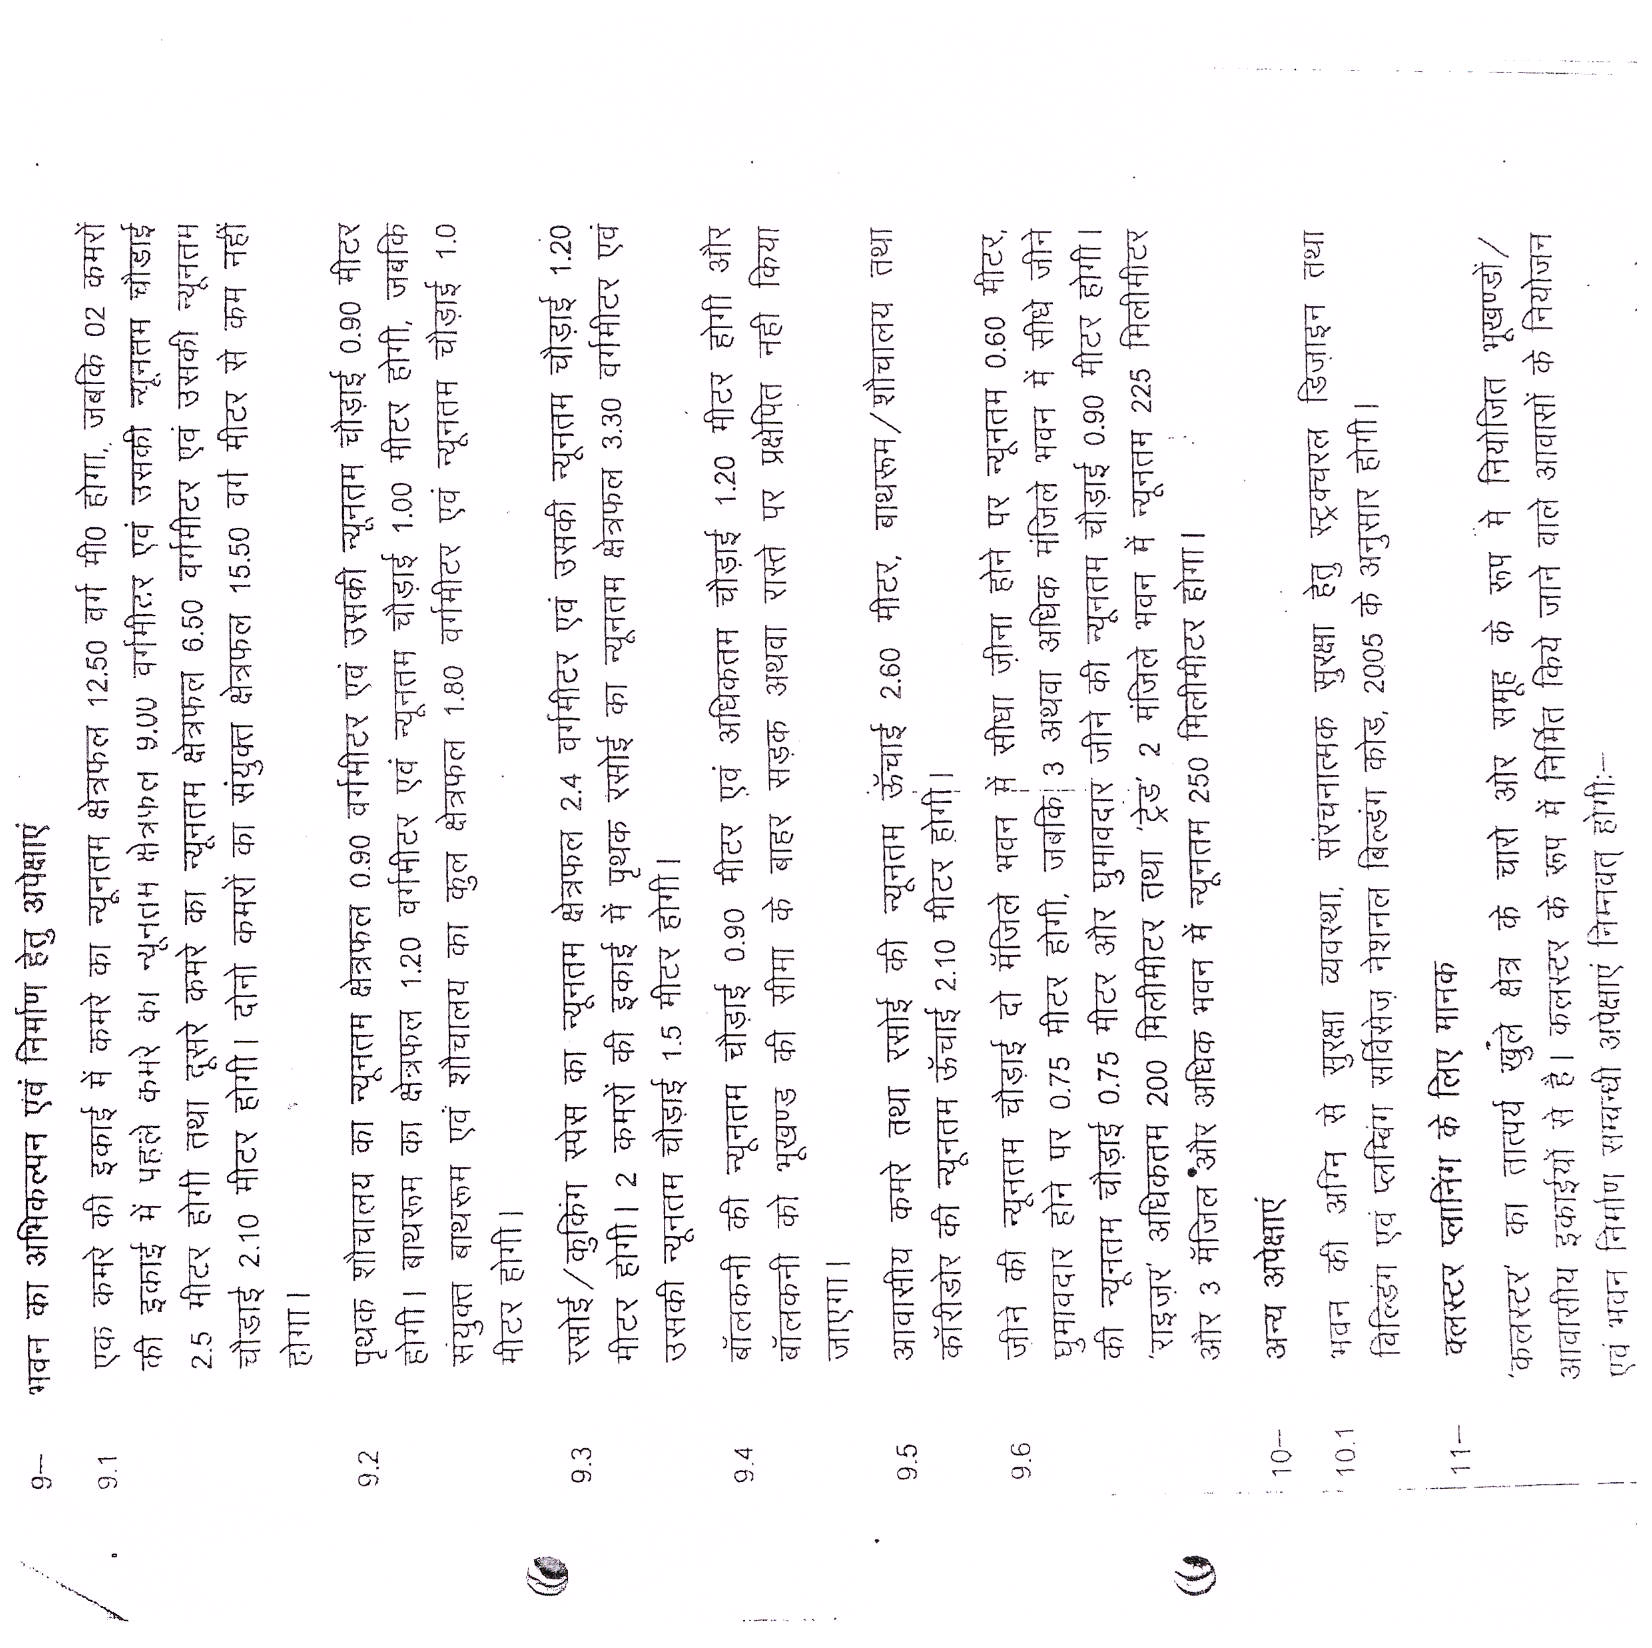 9— भवन का अभिकल्पन एवं निर्माण हेतु अपेक्षाएं
9.1 एक कमरे की इकाई में कमरे का न्यूनतम क्षेत्रफल 12.50 वर्ग मी० होगा, जबकि 02 कमरों
की इकाई में पहले कमरे का न्यूनतम क्षेत्रफल 9.00 वर्गमीटर एवं उसकी न्यूनतम चौडाई
2.5 मीटर होगी तथा दूसरे कमरे का न्यूनतम क्षेत्रफल 6.50 वर्गमीटर एवं उसकी न्यूनतम
चौडाई 2.10 मीटर होगी। दोनो कमरों का संयुक्त क्षेत्रफल 15.50 वर्ग मीटर से कम नहीं
होगा।
9.2 पृथक शौचालय का न्यूनतम क्षेत्रफल 0.90 वर्गमीटर एवं उसकी न्यूनतम चौड़ाई 0.90 मीटर
होगी। बाथरूम का क्षेत्रफल 1.20 वर्गमीटर एवं न्यूनतम चौड़ाई 1.00 मीटर होगी, जबकि
संयुक्त बाथरूम एवं शौचालय का कुल क्षेत्रफल 1.80 वर्गमीटर एवं न्यूनतम चौड़ाई 1.0
मीटर होगी।
9.3 रसोई/कुकिंग स्पेस का न्यूनतम क्षेत्रफल 2.4 वर्गमीटर एवं उसकी न्यूनतम चौड़ाई 1.20
मीटर होगी। 2 कमरों की इकाई में पृथक रसोई का न्यूनतम क्षेत्रफल 3.30 वर्गमीटर एवं
उसकी न्यूनतम चौड़ाई 1.5 मीटर होगी।
9.4 बॉलकनी की न्यूनतम चौड़ाई 0.90 मीटर एवं अधिकतम चौड़ाई 1.20 मीटर होगी और
बॉलकनी को भूखण्ड की सीमा के बाहर सड़क अथवा रास्ते पर प्रक्षेपित नही किया
जाएगा।
9.5 आवासीय कमरे तथा रसोई की न्यूनतम ऊँचाई 2.60 मीटर, बाथरूम/शौचालय तथा
कॉरीडोर की न्यूनतम ऊँचाई 2.10 मीटर होगी।
9.6 जीने की न्यूनतम चौड़ाई दो मंजिले भवन में सीधा ज़ीना होने पर न्यूनतम 0.60 मीटर,
घुमावदार होने पर 0.75 मीटर होगी, जबकि 3 अथवा अधिक मंजिले भवन में सीधे जीने
की न्यूनतम चौड़ाई 0.75 मीटर और घुमावदार जीने की न्यूनतम चौड़ाई 0.90 मीटर होगी।
'राइज़र' अधिकतम 200 मिलीमीटर तथा 'ट्रेड' 2 मंजिले भवन में न्यूनतम 225 मिलीमीटर
और 3 मंजिल और अधिक भवन में न्यूनतम 250 मिलीमीटर होगा।
10— अन्य अपेक्षाएं
10.1 भवन की अग्नि से सुरक्षा व्यवस्था, संरचनात्मक सुरक्षा हेतु स्ट्रक्चरल डिज़ाइन तथा
बिल्डिंग एवं प्लम्बिंग सर्विसेज़ नेशनल बिल्डिंग कोड, 2005 के अनुसार होगी।
11— क्लस्टर प्लानिंग के लिए मानक
'क्लस्टर' का तात्पर्य खुले क्षेत्र के चारो ओर समूह के रूप मे नियोजित भूखण्डों/
आवासीय इकाईयों से है। क्लस्टर के रूप में निर्मित किये जाने वाले आवासों के नियोजन
एवं भवन निर्माण सम्बन्धी अपेक्षाएं निम्नवत् होगी:—